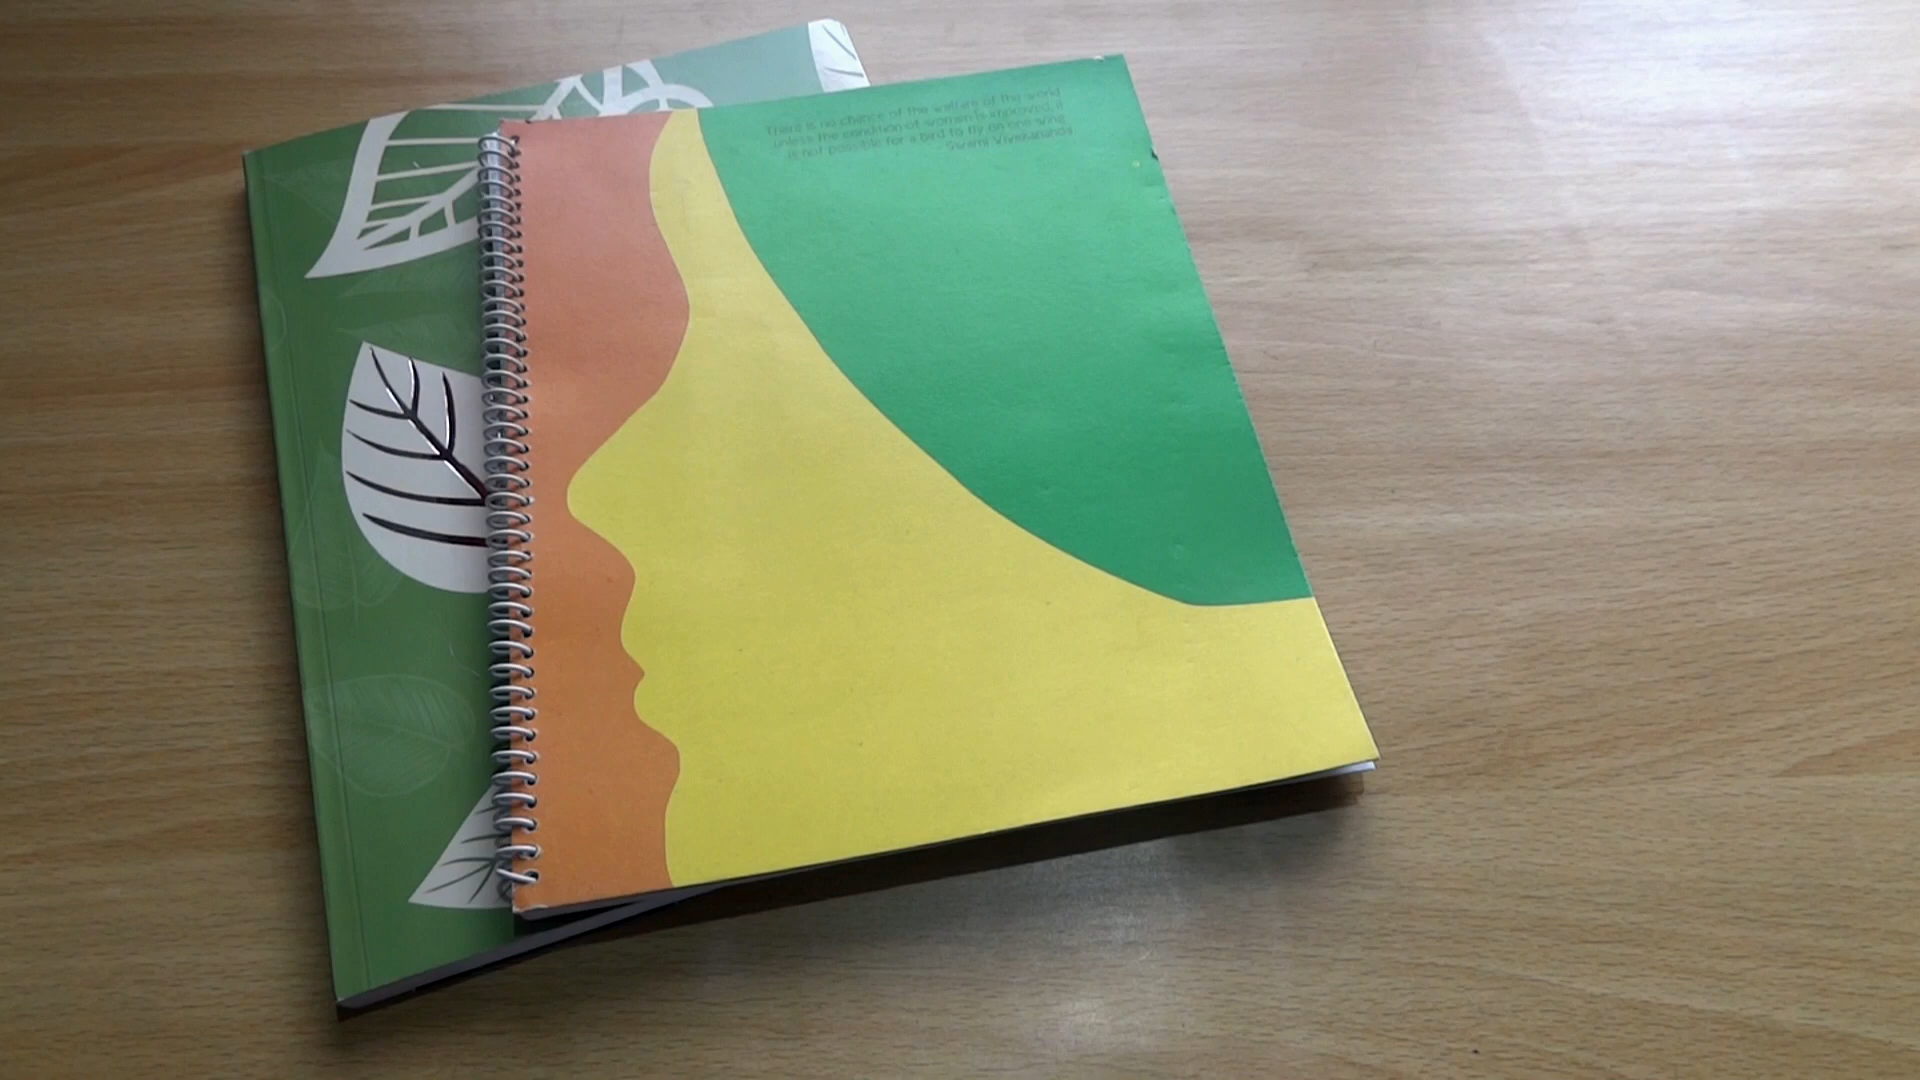 There is no chance of the welfare of the world
unless the condition of women is improved, it
is not possible for a bird to fly on one wing.
- Swami Vivekananda